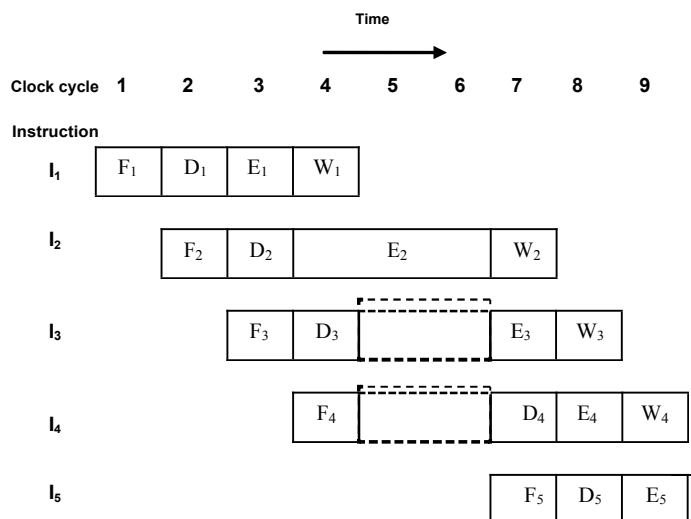 Time
Clock cycle 1 2 3 4 5 6 7 8 9
Instruction
I₁ F₁ D₁ E₁ W₁
I₂ F₂ D₂ E₂ W₂
I₃ F₃ D₃ E₃ W₃
I₄ F₄ D₄ E₄ W₄
I₅ F₅ D₅ E₅